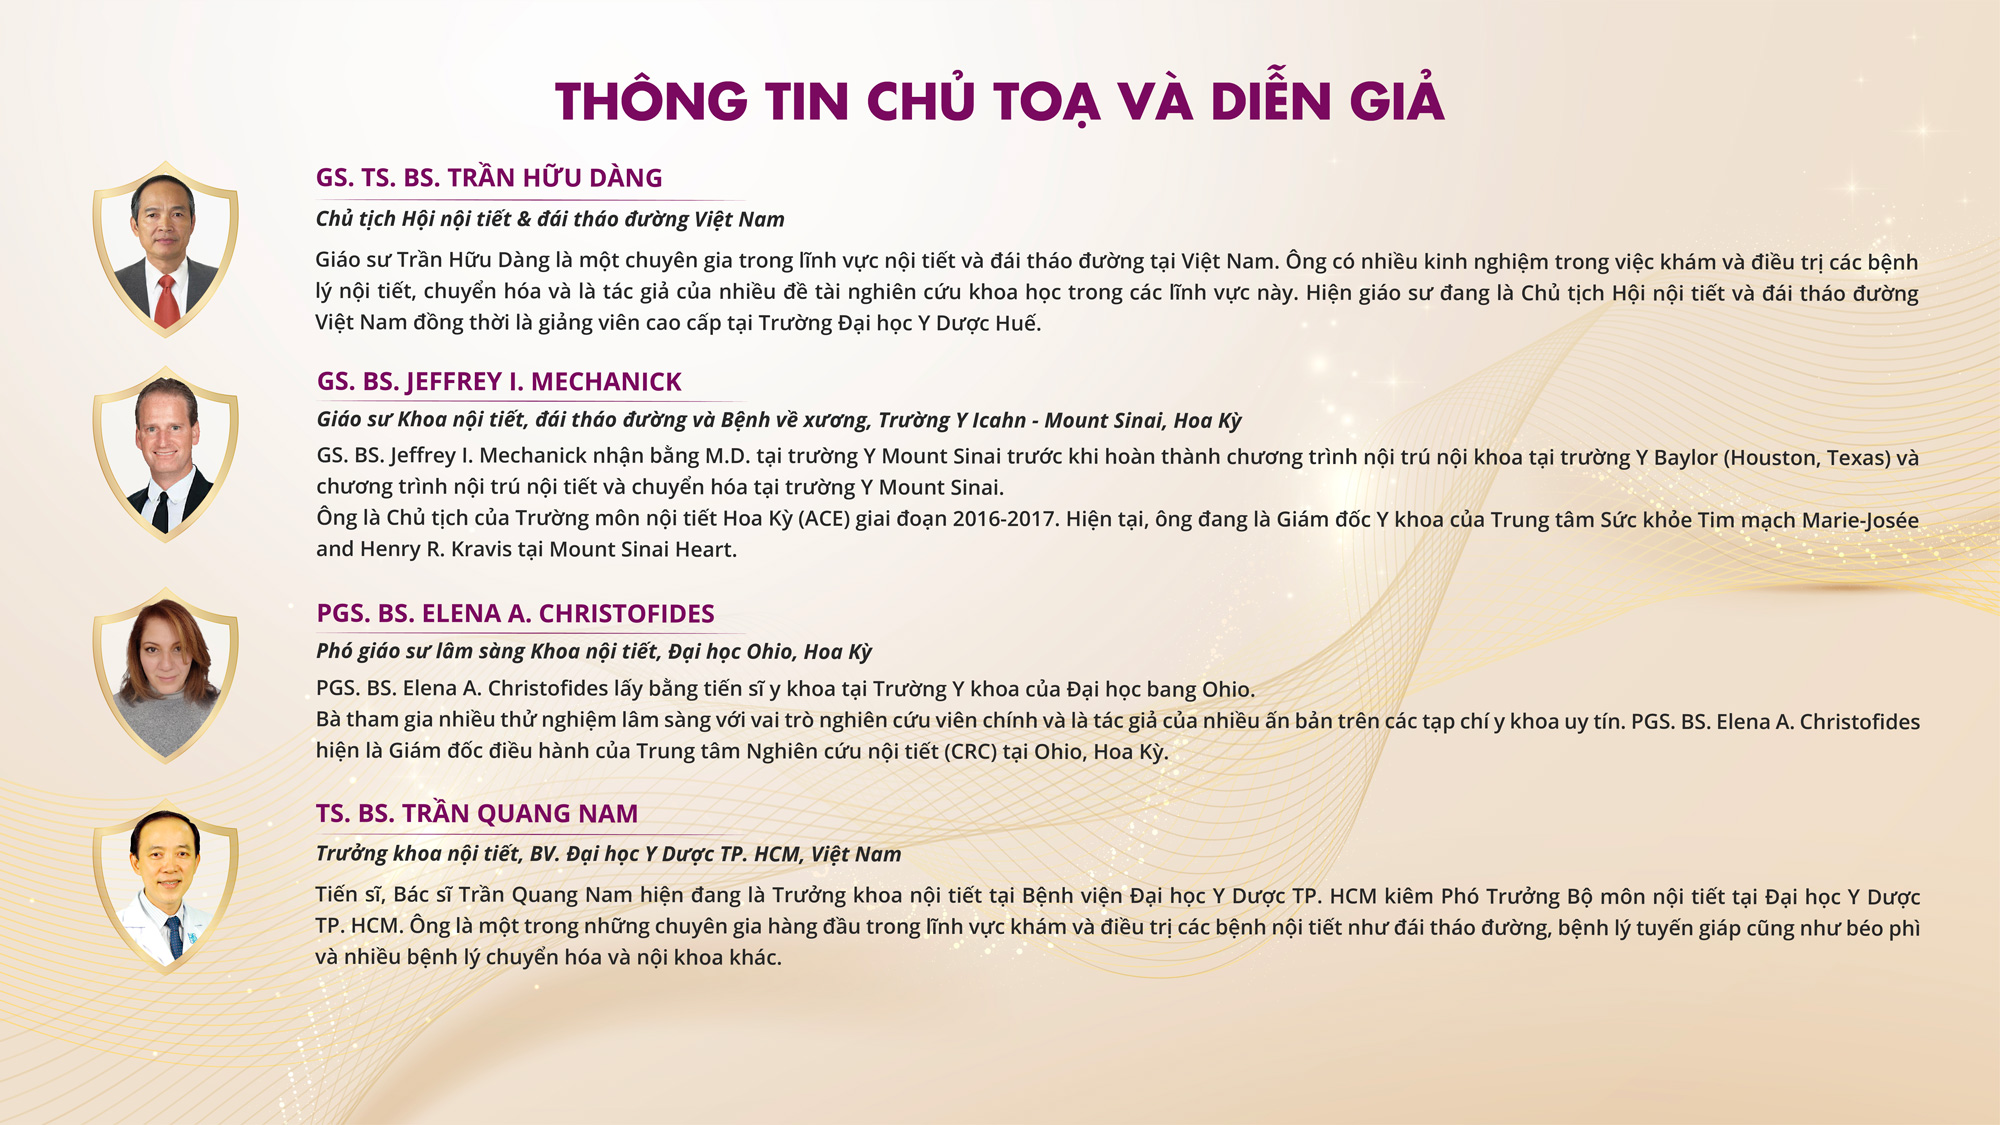 THÔNG TIN CHỦ TOẠ VÀ DIỄN GIẢ
GS. TS. BS. TRẦN HỮU DÀNG
Chủ tịch Hội nội tiết & đái tháo đường Việt Nam
Giáo sư Trần Hữu Dàng là một chuyên gia trong lĩnh vực nội tiết và đái tháo đường tại Việt Nam. Ông có nhiều kinh nghiệm trong việc khám và điều trị các bệnh
lý nội tiết, chuyển hóa và là tác giả của nhiều đề tài nghiên cứu khoa học trong các lĩnh vực này. Hiện giáo sư đang là Chủ tịch Hội nội tiết và đái tháo đường
Việt Nam đồng thời là giảng viên cao cấp tại Trường Đại học Y Dược Huế.
GS. BS. JEFFREY I. MECHANICK
Giáo sư Khoa nội tiết, đái tháo đường và Bệnh về xương, Trường Y Icahn - Mount Sinai, Hoa Kỳ
GS. BS. Jeffrey I. Mechanick nhận bằng M.D. tại trường Y Mount Sinai trước khi hoàn thành chương trình nội trú nội khoa tại trường Y Baylor (Houston, Texas) và
chương trình nội trú nội tiết và chuyển hóa tại trường Y Mount Sinai.
Ông là Chủ tịch của Trường môn nội tiết Hoa Kỳ (ACE) giai đoạn 2016-2017. Hiện tại, ông đang là Giám đốc Y khoa của Trung tâm Sức khỏe Tim mạch Marie-Josée
and Henry R. Kravis tại Mount Sinai Heart.
PGS. BS. ELENA A. CHRISTOFIDES
Phó giáo sư lâm sàng Khoa nội tiết, Đại học Ohio, Hoa Kỳ
PGS. BS. Elena A. Christofides lấy bằng tiến sĩ y khoa tại Trường Y khoa của Đại học bang Ohio.
Bà tham gia nhiều thử nghiệm lâm sàng với vai trò nghiên cứu viên chính và là tác giả của nhiều ấn bản trên các tạp chí y khoa uy tín. PGS. BS. Elena A. Christofides
hiện là Giám đốc điều hành của Trung tâm Nghiên cứu nội tiết (CRC) tại Ohio, Hoa Kỳ.
TS. BS. TRẦN QUANG NAM
Trưởng khoa nội tiết, BV. Đại học Y Dược TP. HCM, Việt Nam
Tiến sĩ, Bác sĩ Trần Quang Nam hiện đang là Trưởng khoa nội tiết tại Bệnh viện Đại học Y Dược TP. HCM kiêm Phó Trưởng Bộ môn nội tiết tại Đại học Y Dược
TP. HCM. Ông là một trong những chuyên gia hàng đầu trong lĩnh vực khám và điều trị các bệnh nội tiết như đái tháo đường, bệnh lý tuyến giáp cũng như béo phì
và nhiều bệnh lý chuyển hóa và nội khoa khác.